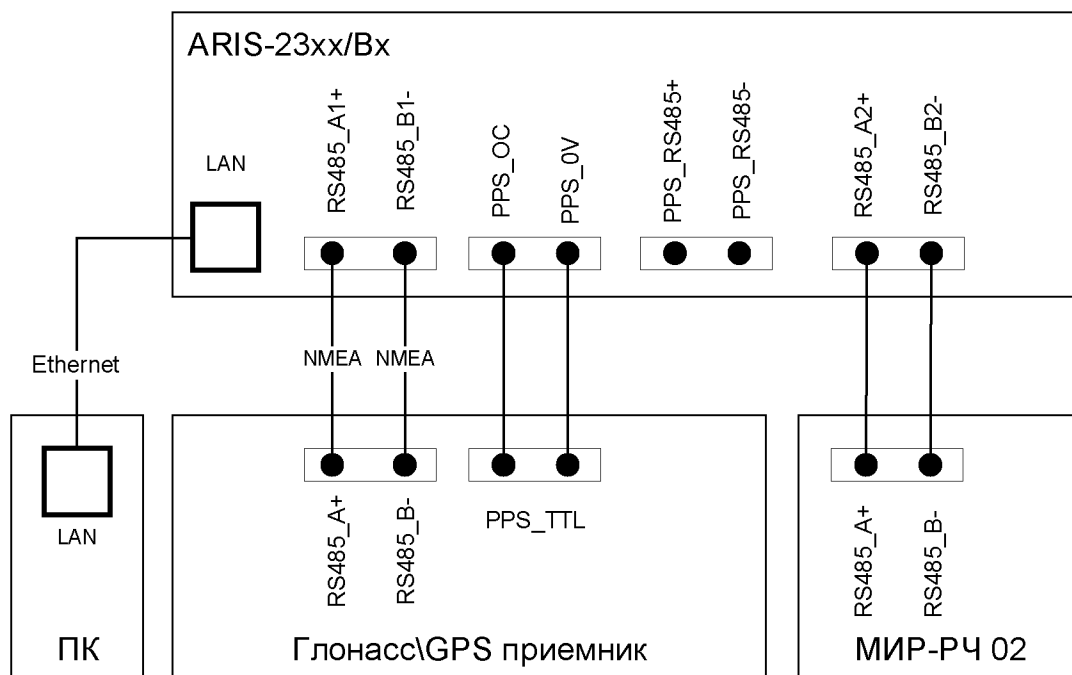 ARIS-23xx/Bx
LAN
RS485_A1+
RS485_B1-
PPS_OC
PPS_0V
PPS_RS485+
PPS_RS485-
RS485_A2+
RS485_B2-
Ethernet
NMEA
NMEA
LAN
ПК
RS485_A+
RS485_B-
PPS_TTL
Глонасс\GPS приемник
RS485_A+
RS485_B-
МИР-РЧ 02